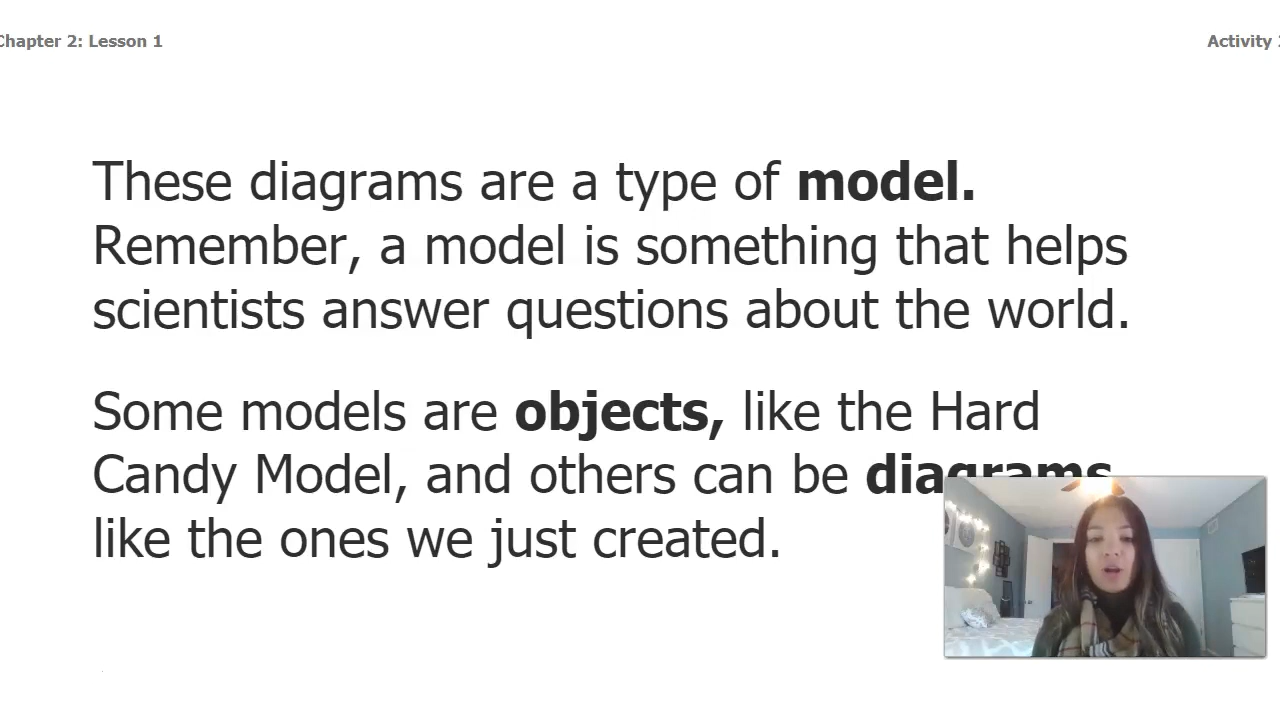 Chapter 2: Lesson 1
Activity
These diagrams are a type of model.
Remember, a model is something that helps
scientists answer questions about the world.
Some models are objects, like the Hard
Candy Model, and others can be diagrams
like the ones we just created.